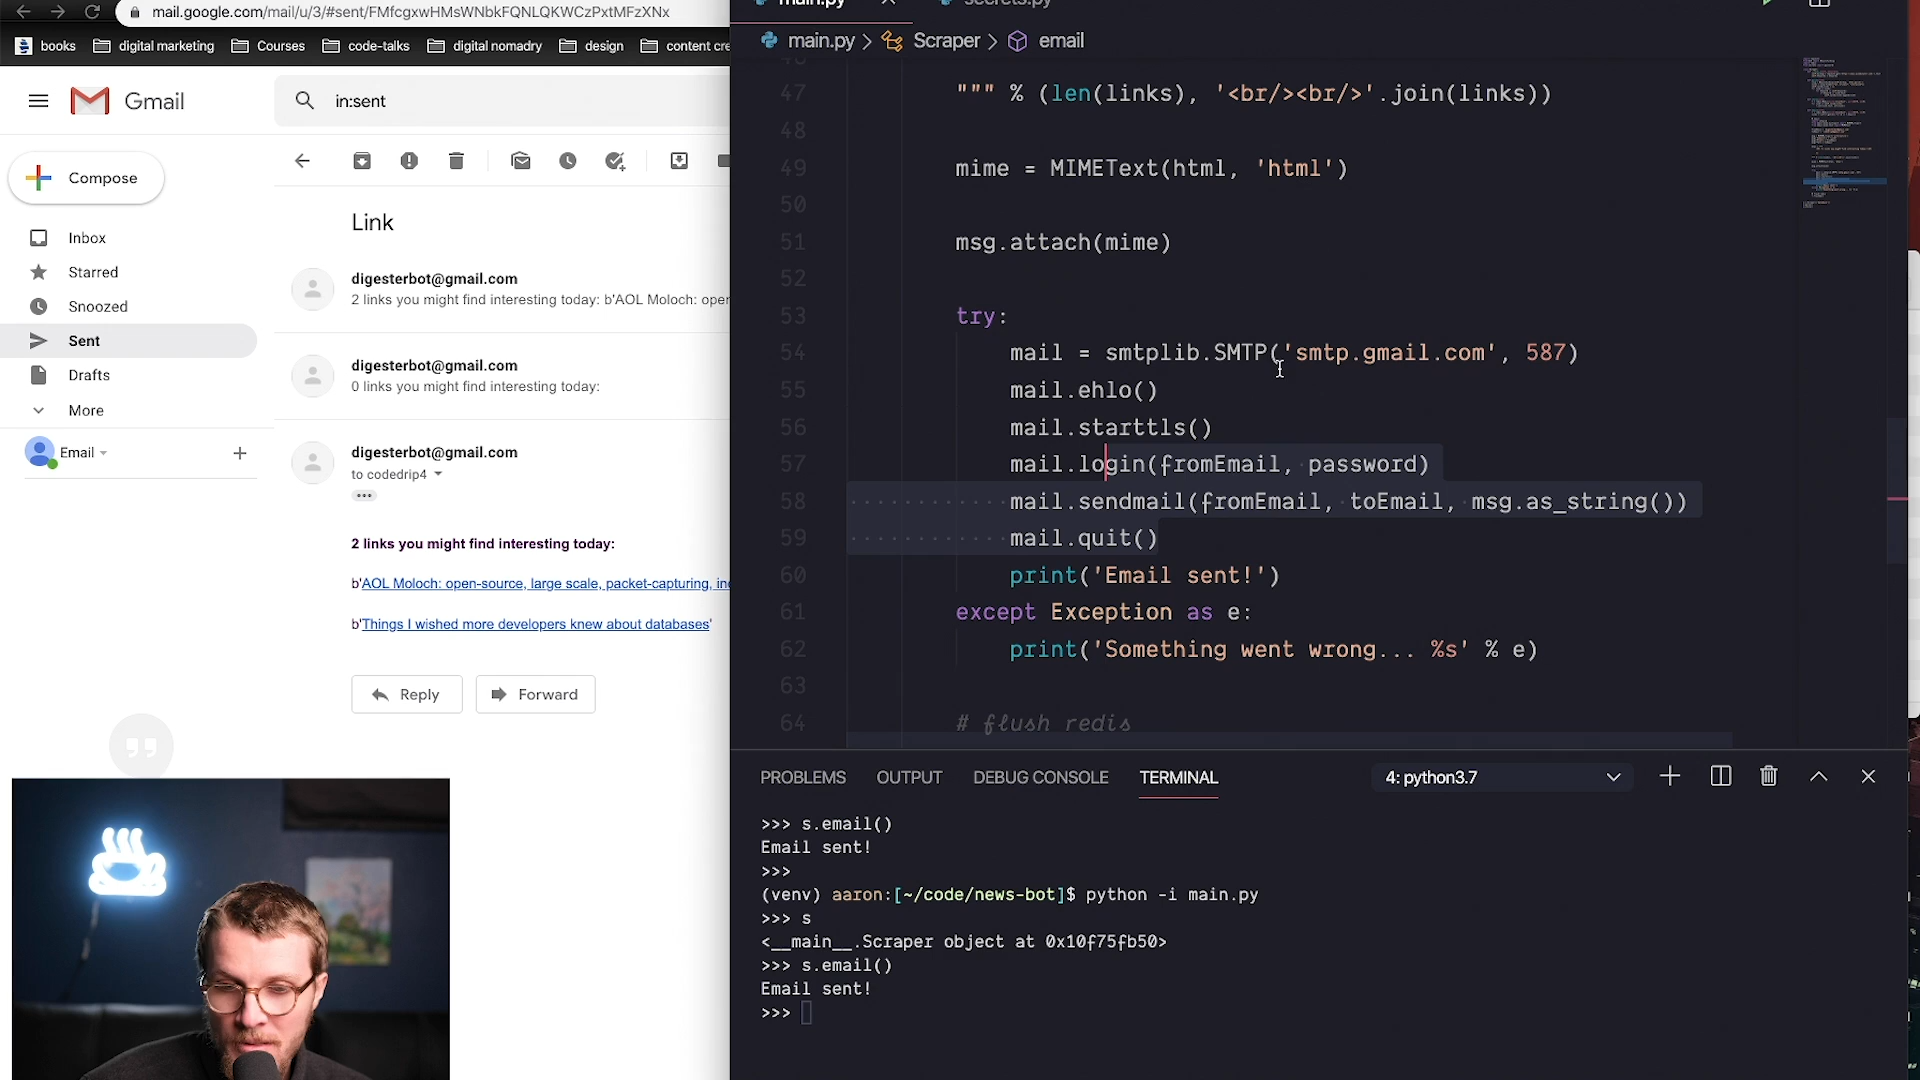 mail.google.com/mail/u/3/#sent/FMfcgxwHMsWNbkFQNLQKWCzPxtMFzXNx
books
digital marketing
Courses
code-talks
digital nomadry
design
content cre
Gmail
in:sent
Compose
Inbox
Starred
Snoozed
Sent
Drafts
More
Email
Link
digesterbot@gmail.com
2 links you might find interesting today: b'AOL Moloch: oper
digesterbot@gmail.com
0 links you might find interesting today:
digesterbot@gmail.com
to codedrip4
2 links you might find interesting today:
b'AOL Moloch: open-source, large scale, packet-capturing, in
b'Things I wished more developers knew about databases'
Reply
Forward
main.py
secrets.py
main.py > Scraper > email
47 """ % (len(links), '<br/><br/>'.join(links))
48
49 mime = MIMEText(html, 'html')
50
51 msg.attach(mime)
52
53 try:
54 mail = smtplib.SMTP('smtp.gmail.com', 587)
55 mail.ehlo()
56 mail.starttls()
57 mail.login(fromEmail, password)
58 mail.sendmail(fromEmail, toEmail, msg.as_string())
59 mail.quit()
60 print('Email sent!')
61 except Exception as e:
62 print('Something went wrong... %s' % e)
63
64 # flush redis
PROBLEMS OUTPUT DEBUG CONSOLE TERMINAL
4: python3.7
>>> s.email()
Email sent!
>>>
(venv) aaron:[~/code/news-bot]$ python -i main.py
>>> s
<__main__.Scraper object at 0x10f75fb50>
>>> s.email()
Email sent!
>>>